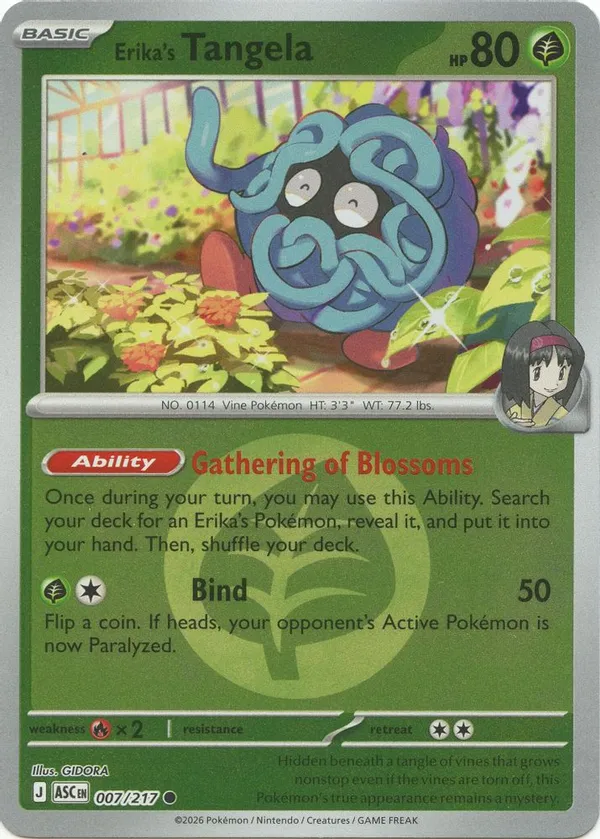 BASIC
Erika's Tangela HP 80
NO. 0114 Vine Pokémon HT: 3'3" WT: 77.2 lbs.
Ability Gathering of Blossoms
Once during your turn, you may use this Ability. Search
your deck for an Erika's Pokémon, reveal it, and put it into
your hand. Then, shuffle your deck.
Bind 50
Flip a coin. If heads, your opponent's Active Pokémon is
now Paralyzed.
weakness ×2 resistance retreat
Illus. GIDORA
Hidden beneath a tangle of vines that grows
nonstop even if the vines are torn off, this
Pokémon's true appearance remains a mystery.
J ASC EN 007/217
©2026 Pokémon / Nintendo / Creatures / GAME FREAK